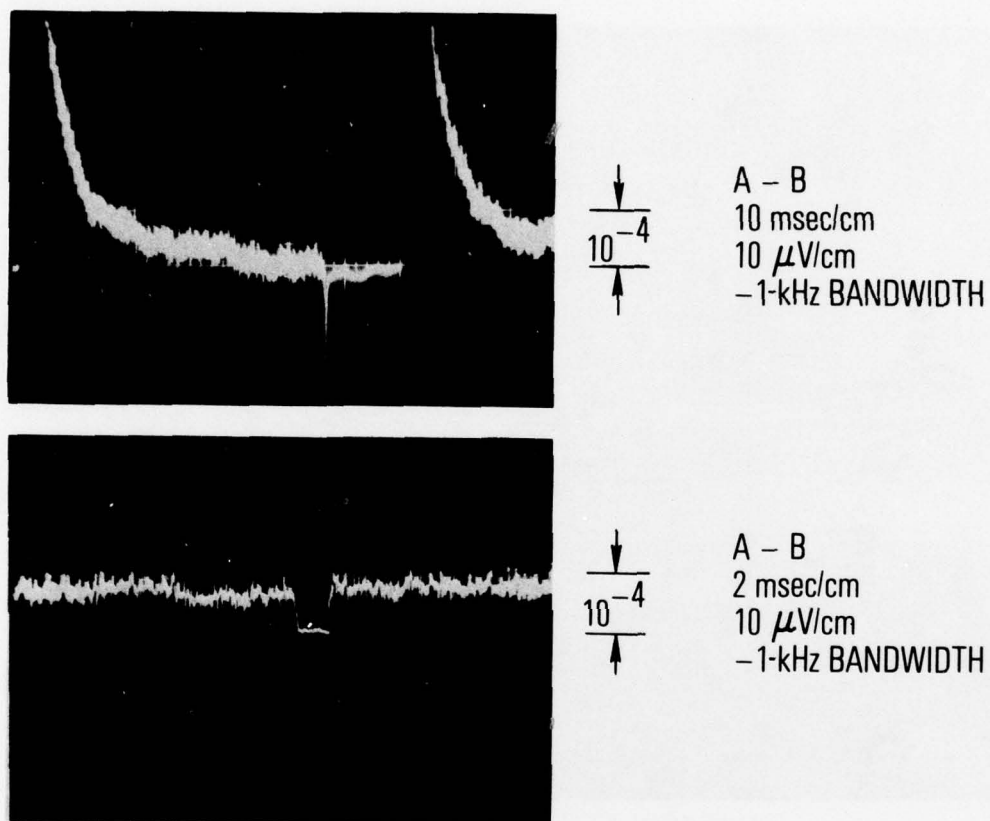 10⁻⁴
A – B
10 msec/cm
10 μV/cm
–1-kHz BANDWIDTH
10⁻⁴
A – B
2 msec/cm
10 μV/cm
–1-kHz BANDWIDTH